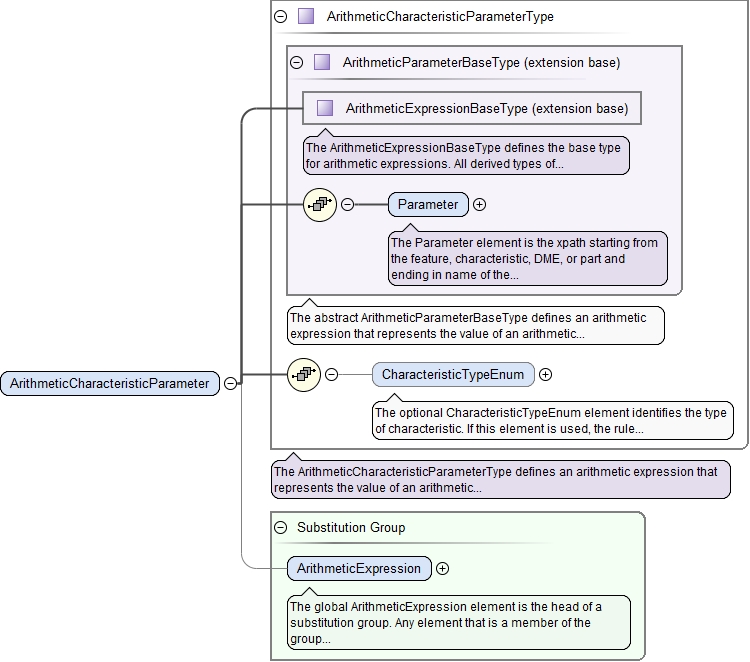 ArithmeticCharacteristicParameterType
ArithmeticParameterBaseType (extension base)
ArithmeticExpressionBaseType (extension base)
The ArithmeticExpressionBaseType defines the base type
for arithmetic expressions. All derived types of...
Parameter
The Parameter element is the xpath starting from
the feature, characteristic, DME, or part and
ending in name of the...
The abstract ArithmeticParameterBaseType defines an arithmetic
expression that represents the value of an arithmetic...
ArithmeticCharacteristicParameter
CharacteristicTypeEnum
The optional CharacteristicTypeEnum element identifies the type
of characteristic. If this element is used, the rule...
The ArithmeticCharacteristicParameterType defines an arithmetic expression that
represents the value of an arithmetic...
Substitution Group
ArithmeticExpression
The global ArithmeticExpression element is the head of a
substitution group. Any element that is a member of the
group...